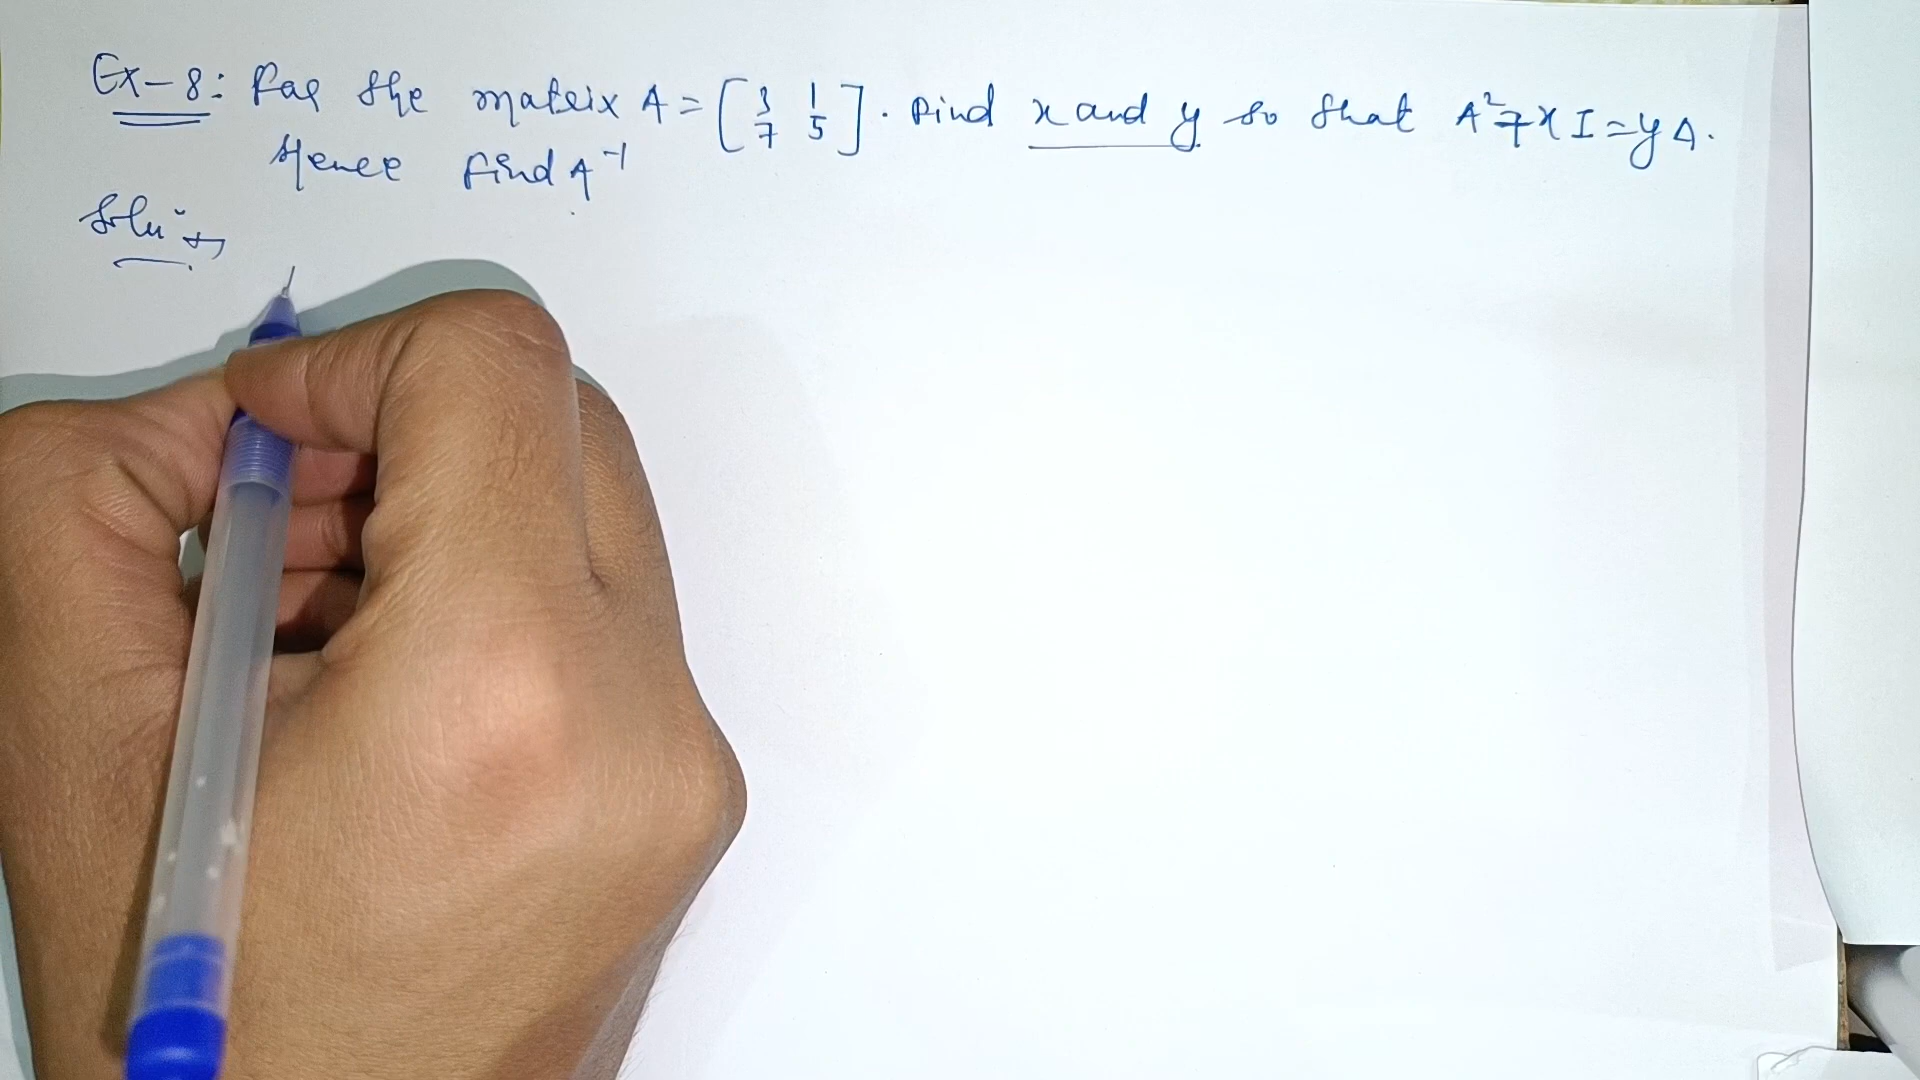 Ex-8: For the matrix A = [3 1 7 5]. Find x and y so that A²+xI=yA.
Hence find A⁻¹
Solu^n